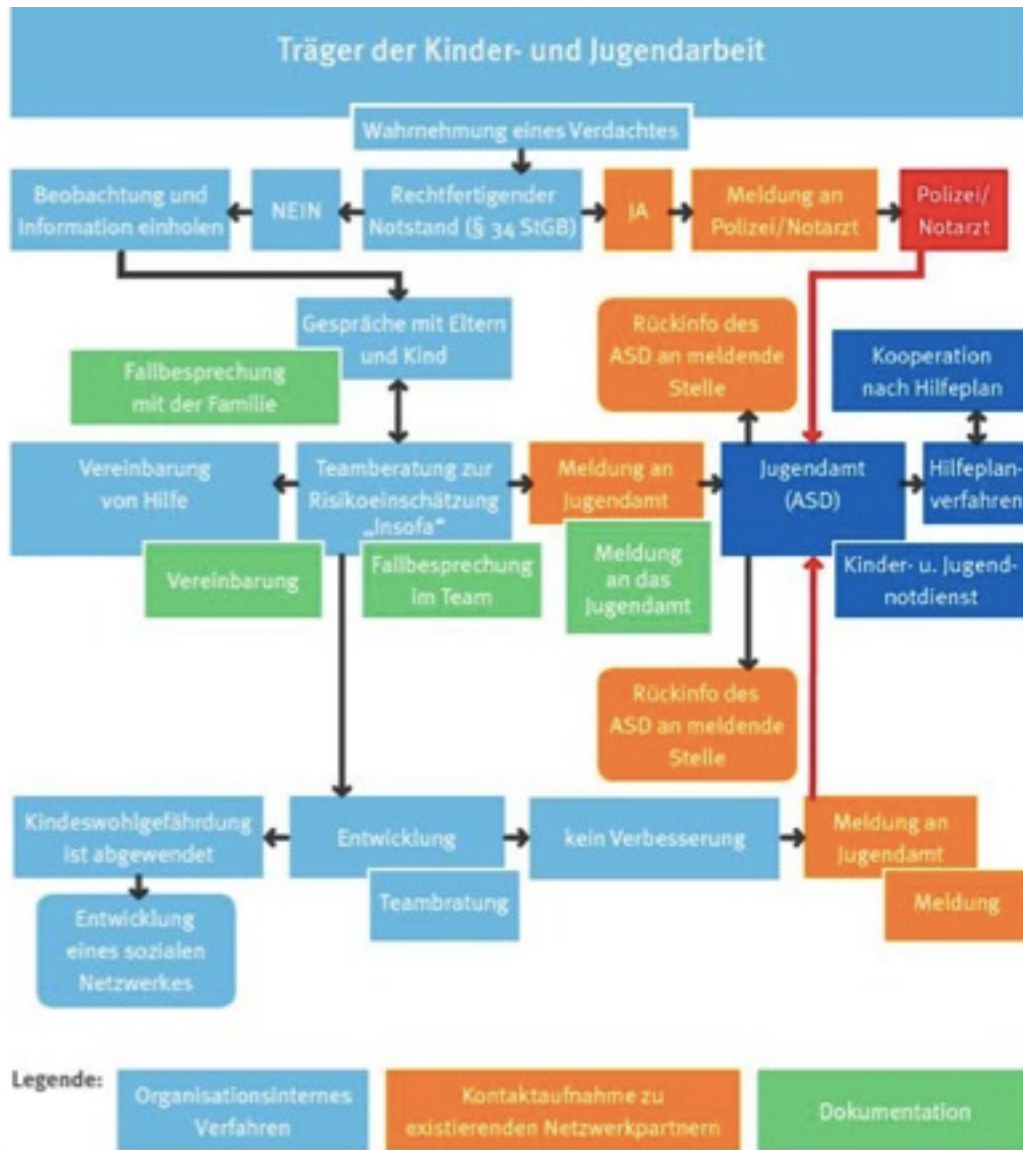 Träger der Kinder- und Jugendarbeit
Wahrnehmung eines Verdachtes
Beobachtung und
Information einholen
NEIN
Rechtfertigender
Notstand (§ 34 StGB)
JA
Meldung an
Polizei/Notarzt
Polizei/
Notarzt
Gespräche mit Eltern
und Kind
Fallbesprechung
mit der Familie
Rückinfo des
ASD an meldende
Stelle
Kooperation
nach Hilfeplan
Vereinbarung
von Hilfe
Vereinbarung
Teamberatung zur
Risikoeinschätzung
„Insofa“
Fallbesprechung
im Team
Meldung an
Jugendamt
Meldung
an das
Jugendamt
Jugendamt
(ASD)
Hilfeplan-
verfahren
Kinder- u. Jugend-
notdienst
Rückinfo des
ASD an meldende
Stelle
Kindeswohlgefährdung
ist abgewendet
Entwicklung
kein Verbesserung
Meldung an
Jugendamt
Teambratung
Meldung
Entwicklung
eines sozialen
Netzwerkes
Legende:
Organisationsinternes
Verfahren
Kontaktaufnahme zu
existierenden Netzwerkpartnern
Dokumentation